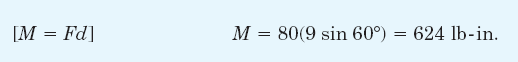 [M = Fd] M = 80(9 sin 60°) = 624 lb-in.